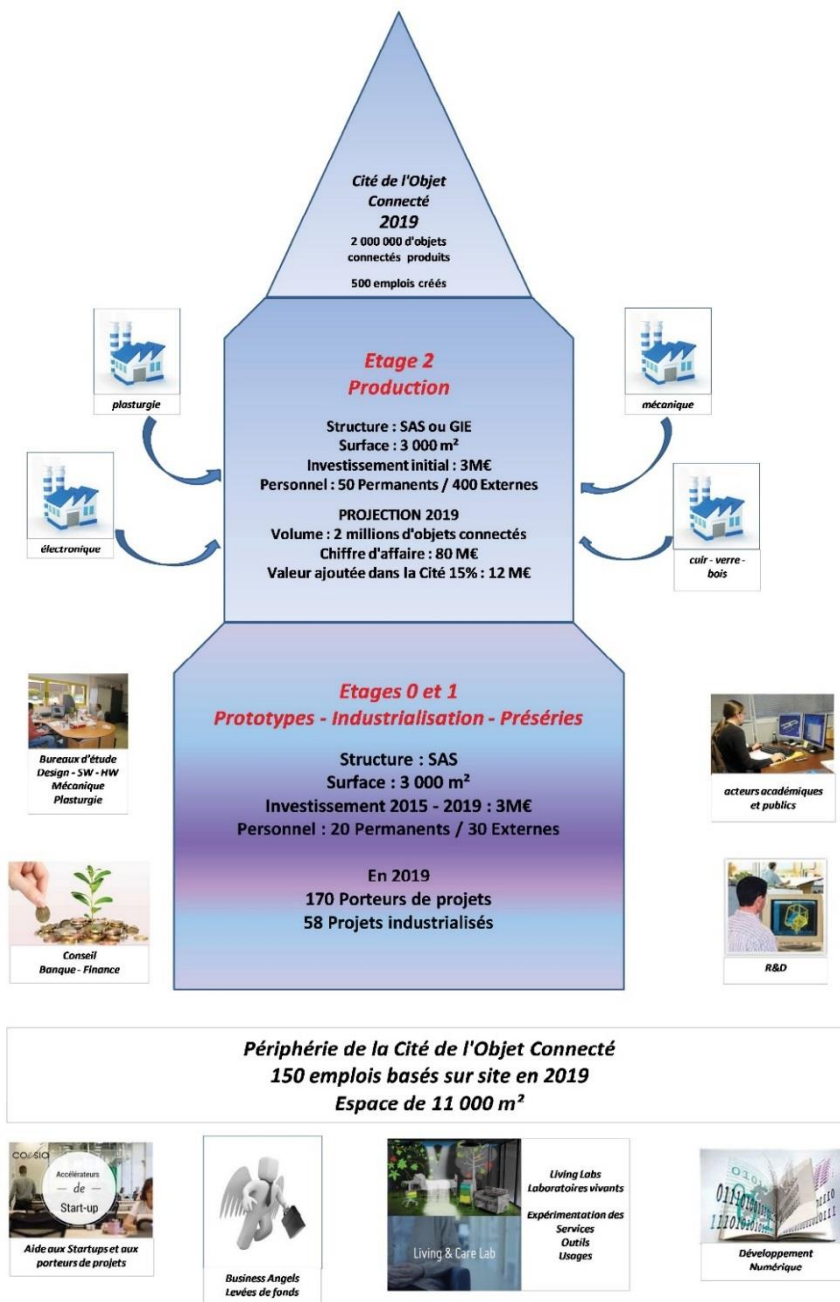 Cité de l'Objet
Connecté
2019
2 000 000 d'objets
connectés produits
500 emplois créés
plasturgie
mécanique
électronique
cuir - verre -
bois
Etage 2
Production
Structure : SAS ou GIE
Surface : 3 000 m²
Investissement initial : 3M€
Personnel : 50 Permanents / 400 Externes
PROJECTION 2019
Volume : 2 millions d'objets connectés
Chiffre d'affaire : 80 M€
Valeur ajoutée dans la Cité 15% : 12 M€
Etages 0 et 1
Prototypes - Industrialisation - Préséries
Structure : SAS
Surface : 3 000 m²
Investissement 2015 - 2019 : 3M€
Personnel : 20 Permanents / 30 Externes
En 2019
170 Porteurs de projets
58 Projets industrialisés
Bureaux d'étude
Design - SW - HW
Mécanique
Plasturgie
acteurs académiques
et publics
Conseil
Banque - Finance
R&D
Périphérie de la Cité de l'Objet Connecté
150 emplois basés sur site en 2019
Espace de 11 000 m²
Accélérateurs
de
Start-up
Aide aux Startups et aux
porteurs de projets
Business Angels
Levées de fonds
Living & Care Lab
Living Labs
Laboratoires vivants
Expérimentation des
Services
Outils
Usages
Développement
Numérique